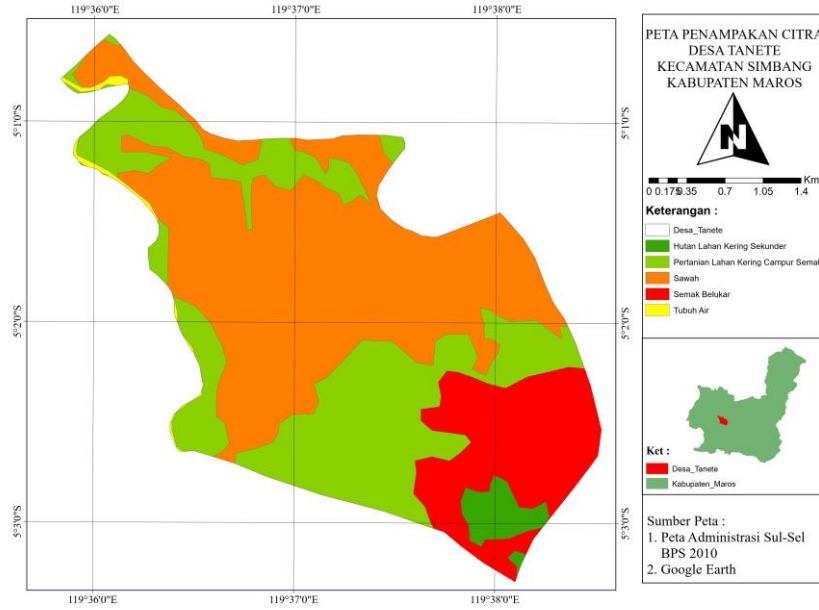 119°36'0"E 119°37'0"E 119°38'0"E
5°1'0"S 5°1'0"S
5°2'0"S 5°2'0"S
5°3'0"S 5°3'0"S
119°36'0"E 119°37'0"E 119°38'0"E
PETA PENAMPAKAN CITRA
DESA TANETE
KECAMATAN SIMBANG
KABUPATEN MAROS
N
Km
0 0.175 0.35 0.7 1.05 1.4
Keterangan :
Desa_Tanete
Hutan Lahan Kering Sekunder
Pertanian Lahan Kering Campur Semak
Sawah
Semak Belukar
Tubuh Air
Ket :
Desa_Tanete
Kabupaten_Maros
Sumber Peta :
1. Peta Administrasi Sul-Sel
BPS 2010
2. Google Earth